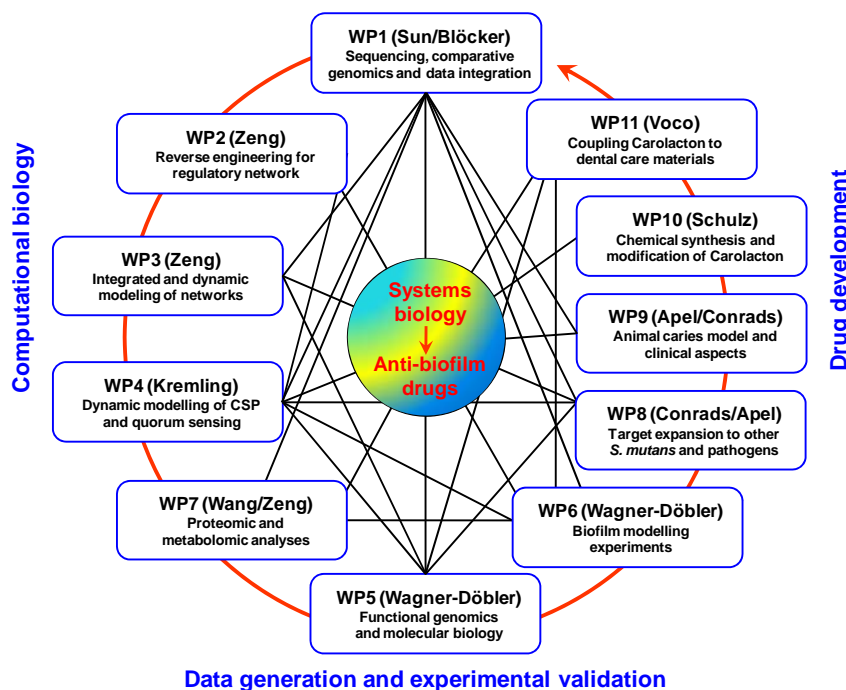 WP1 (Sun/Blöcker)
Sequencing, comparative
genomics and data integration
WP2 (Zeng)
Reverse engineering for
regulatory network
WP3 (Zeng)
Integrated and dynamic
modeling of networks
WP4 (Kremling)
Dynamic modelling of CSP
and quorum sensing
WP7 (Wang/Zeng)
Proteomic and
metabolomic analyses
WP5 (Wagner-Döbler)
Functional genomics
and molecular biology
WP6 (Wagner-Döbler)
Biofilm modelling
experiments
WP8 (Conrads/Apel)
Target expansion to other
S. mutans and pathogens
WP9 (Apel/Conrads)
Animal caries model and
clinical aspects
WP10 (Schulz)
Chemical synthesis and
modification of Carolacton
WP11 (Voco)
Coupling Carolacton to
dental care materials
Systems
biology
Anti-biofilm
drugs
Computational biology
Drug development
Data generation and experimental validation